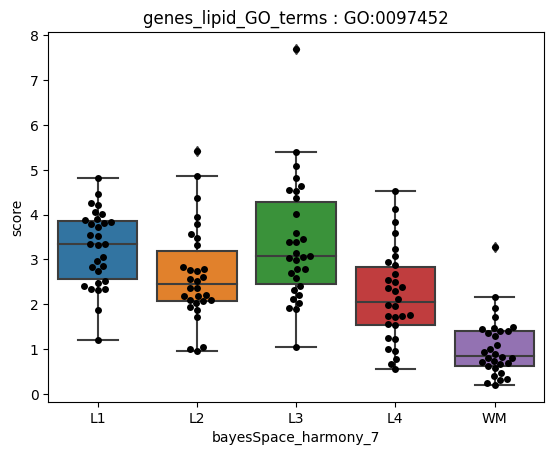 genes_lipid_GO_terms : GO:0097452
8
7
6
5
4
3
2
1
0
score
L1 L2 L3 L4 WM
bayesSpace_harmony_7